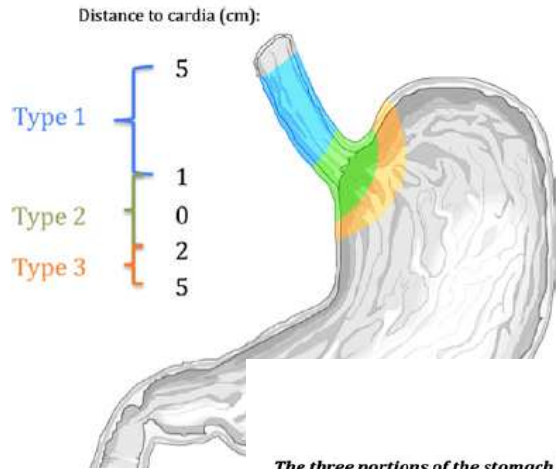 Distance to cardia (cm):
5
Type 1
1
Type 2
0
2
Type 3
5
The three portions of the stomach